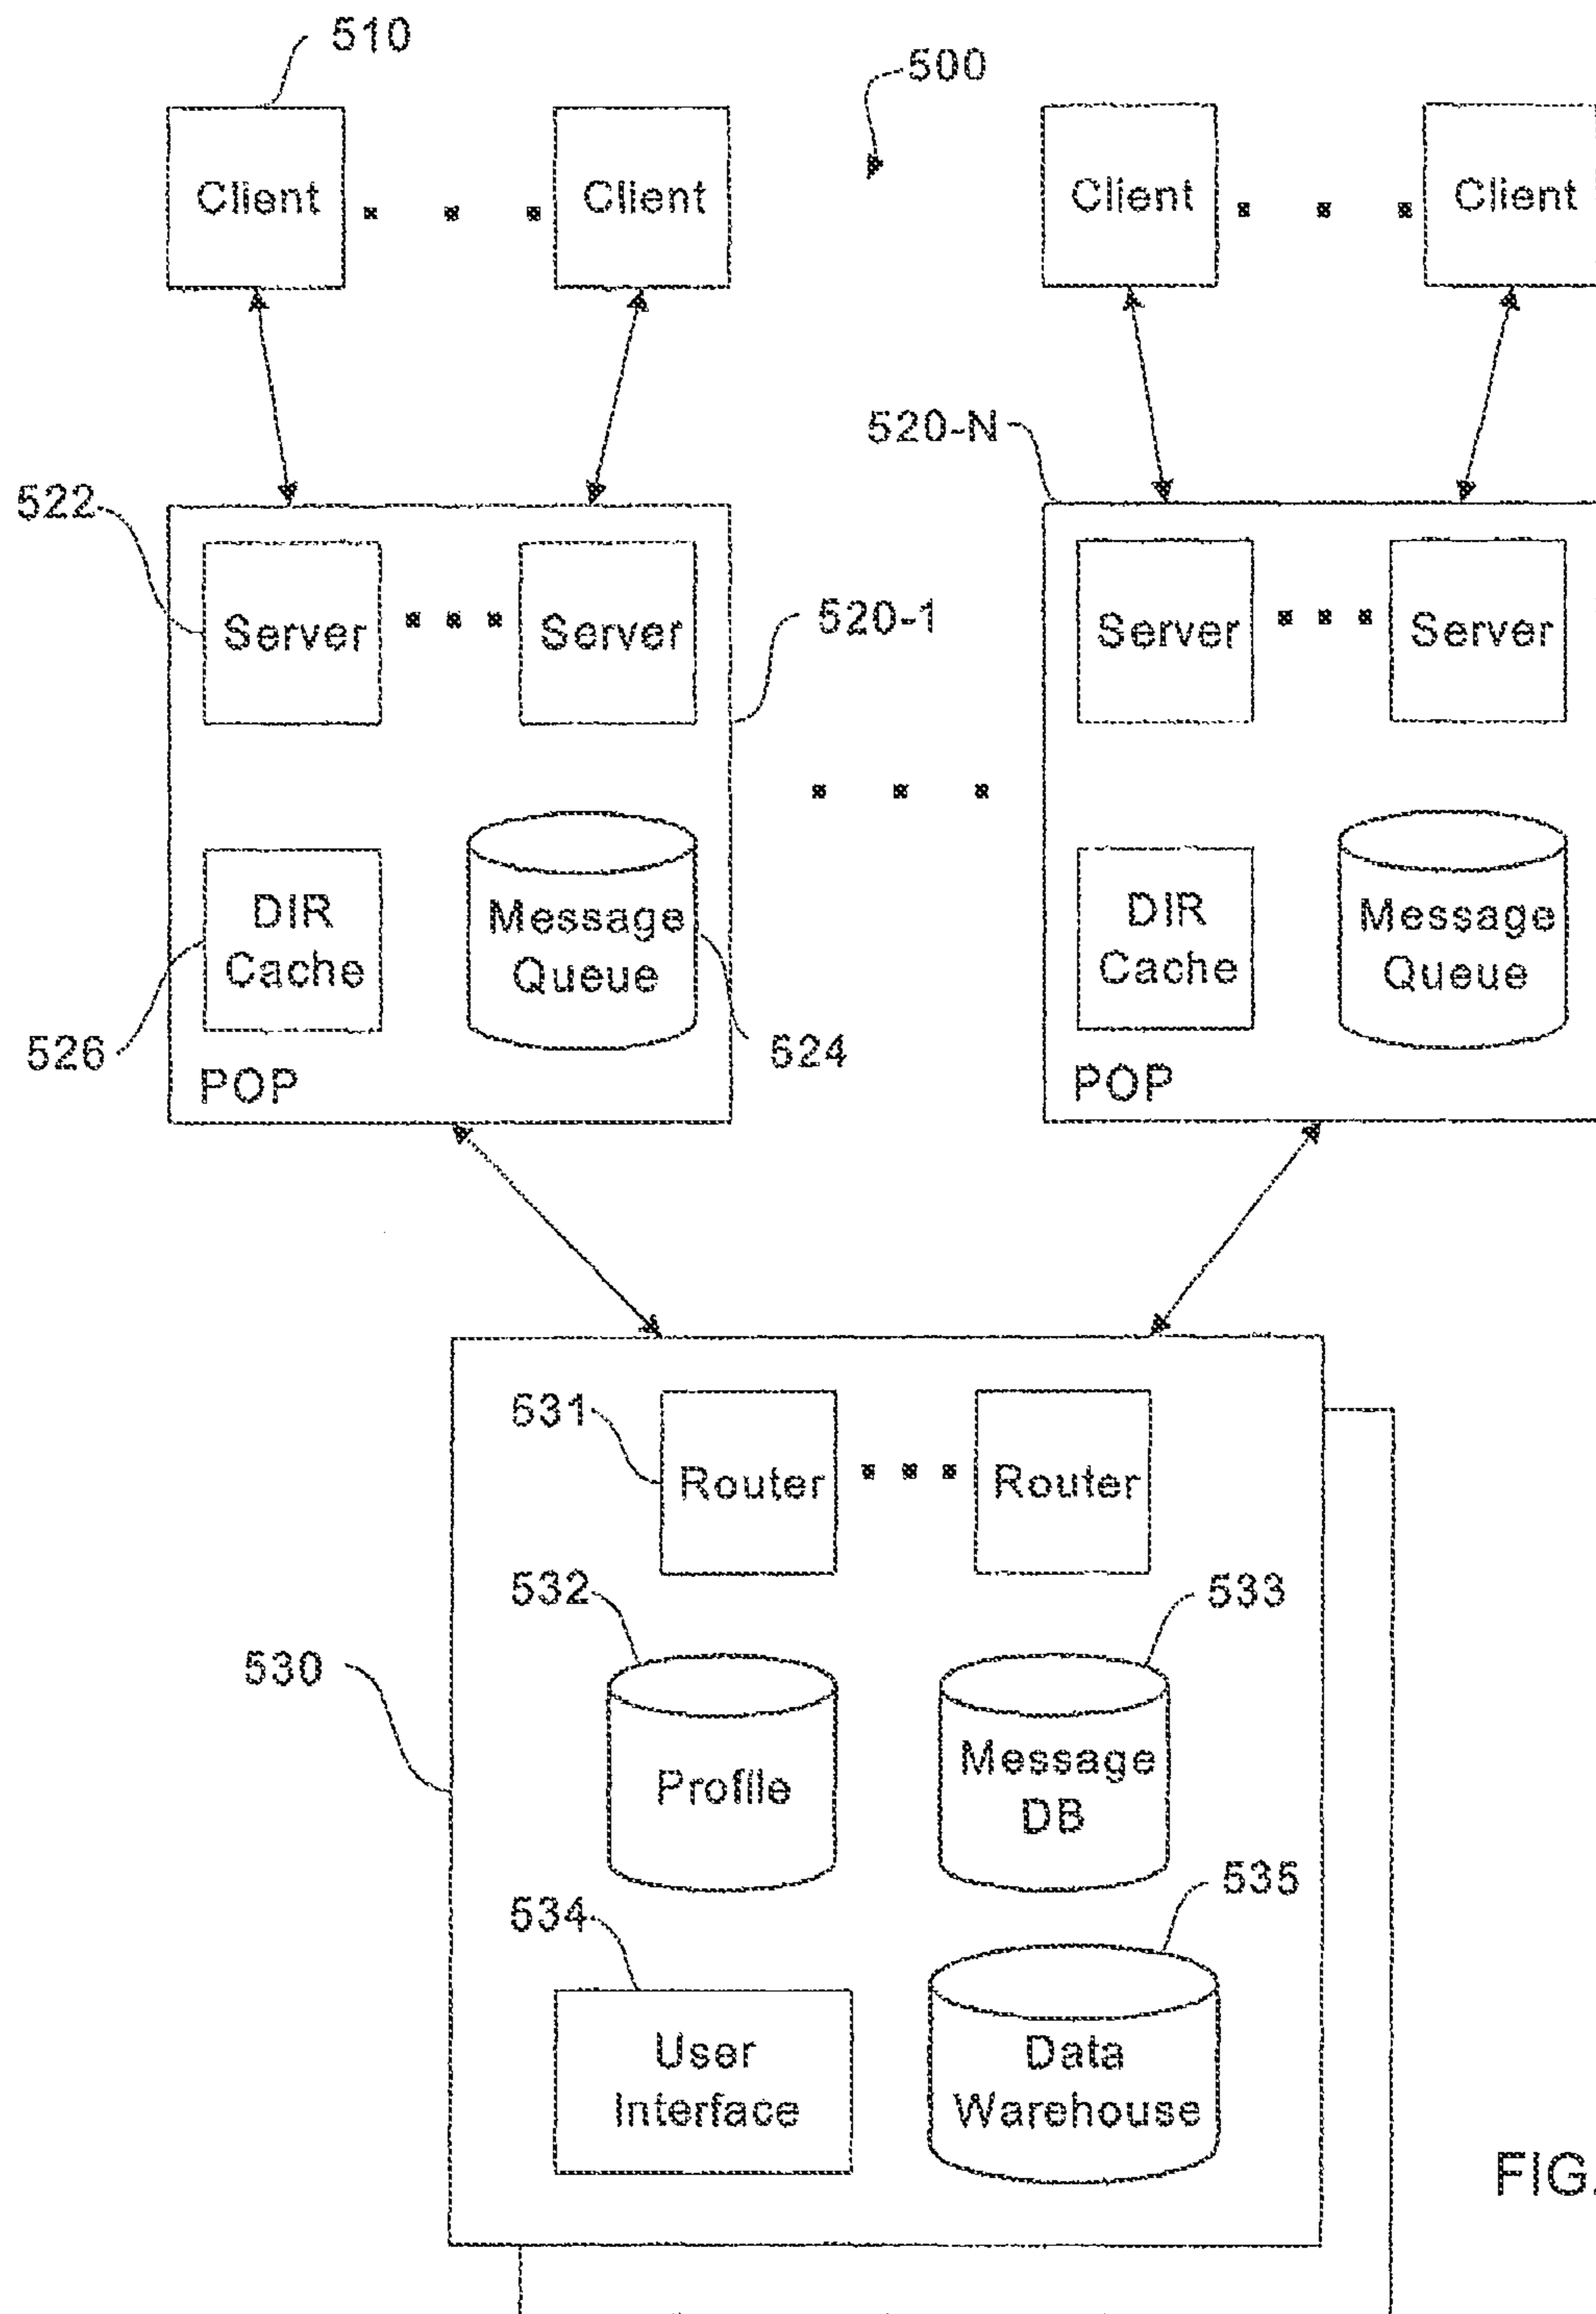 510
500
Client
Client
Client
Client
520-N
522
Server
Server
520-1
Server
Server
DIR
Cache
Message
Queue
DIR
Cache
Message
Queue
526
524
POP
POP
531
Router
Router
532
533
530
Profile
Message
DB
535
534
User
Interface
Data
Warehouse
FIG.